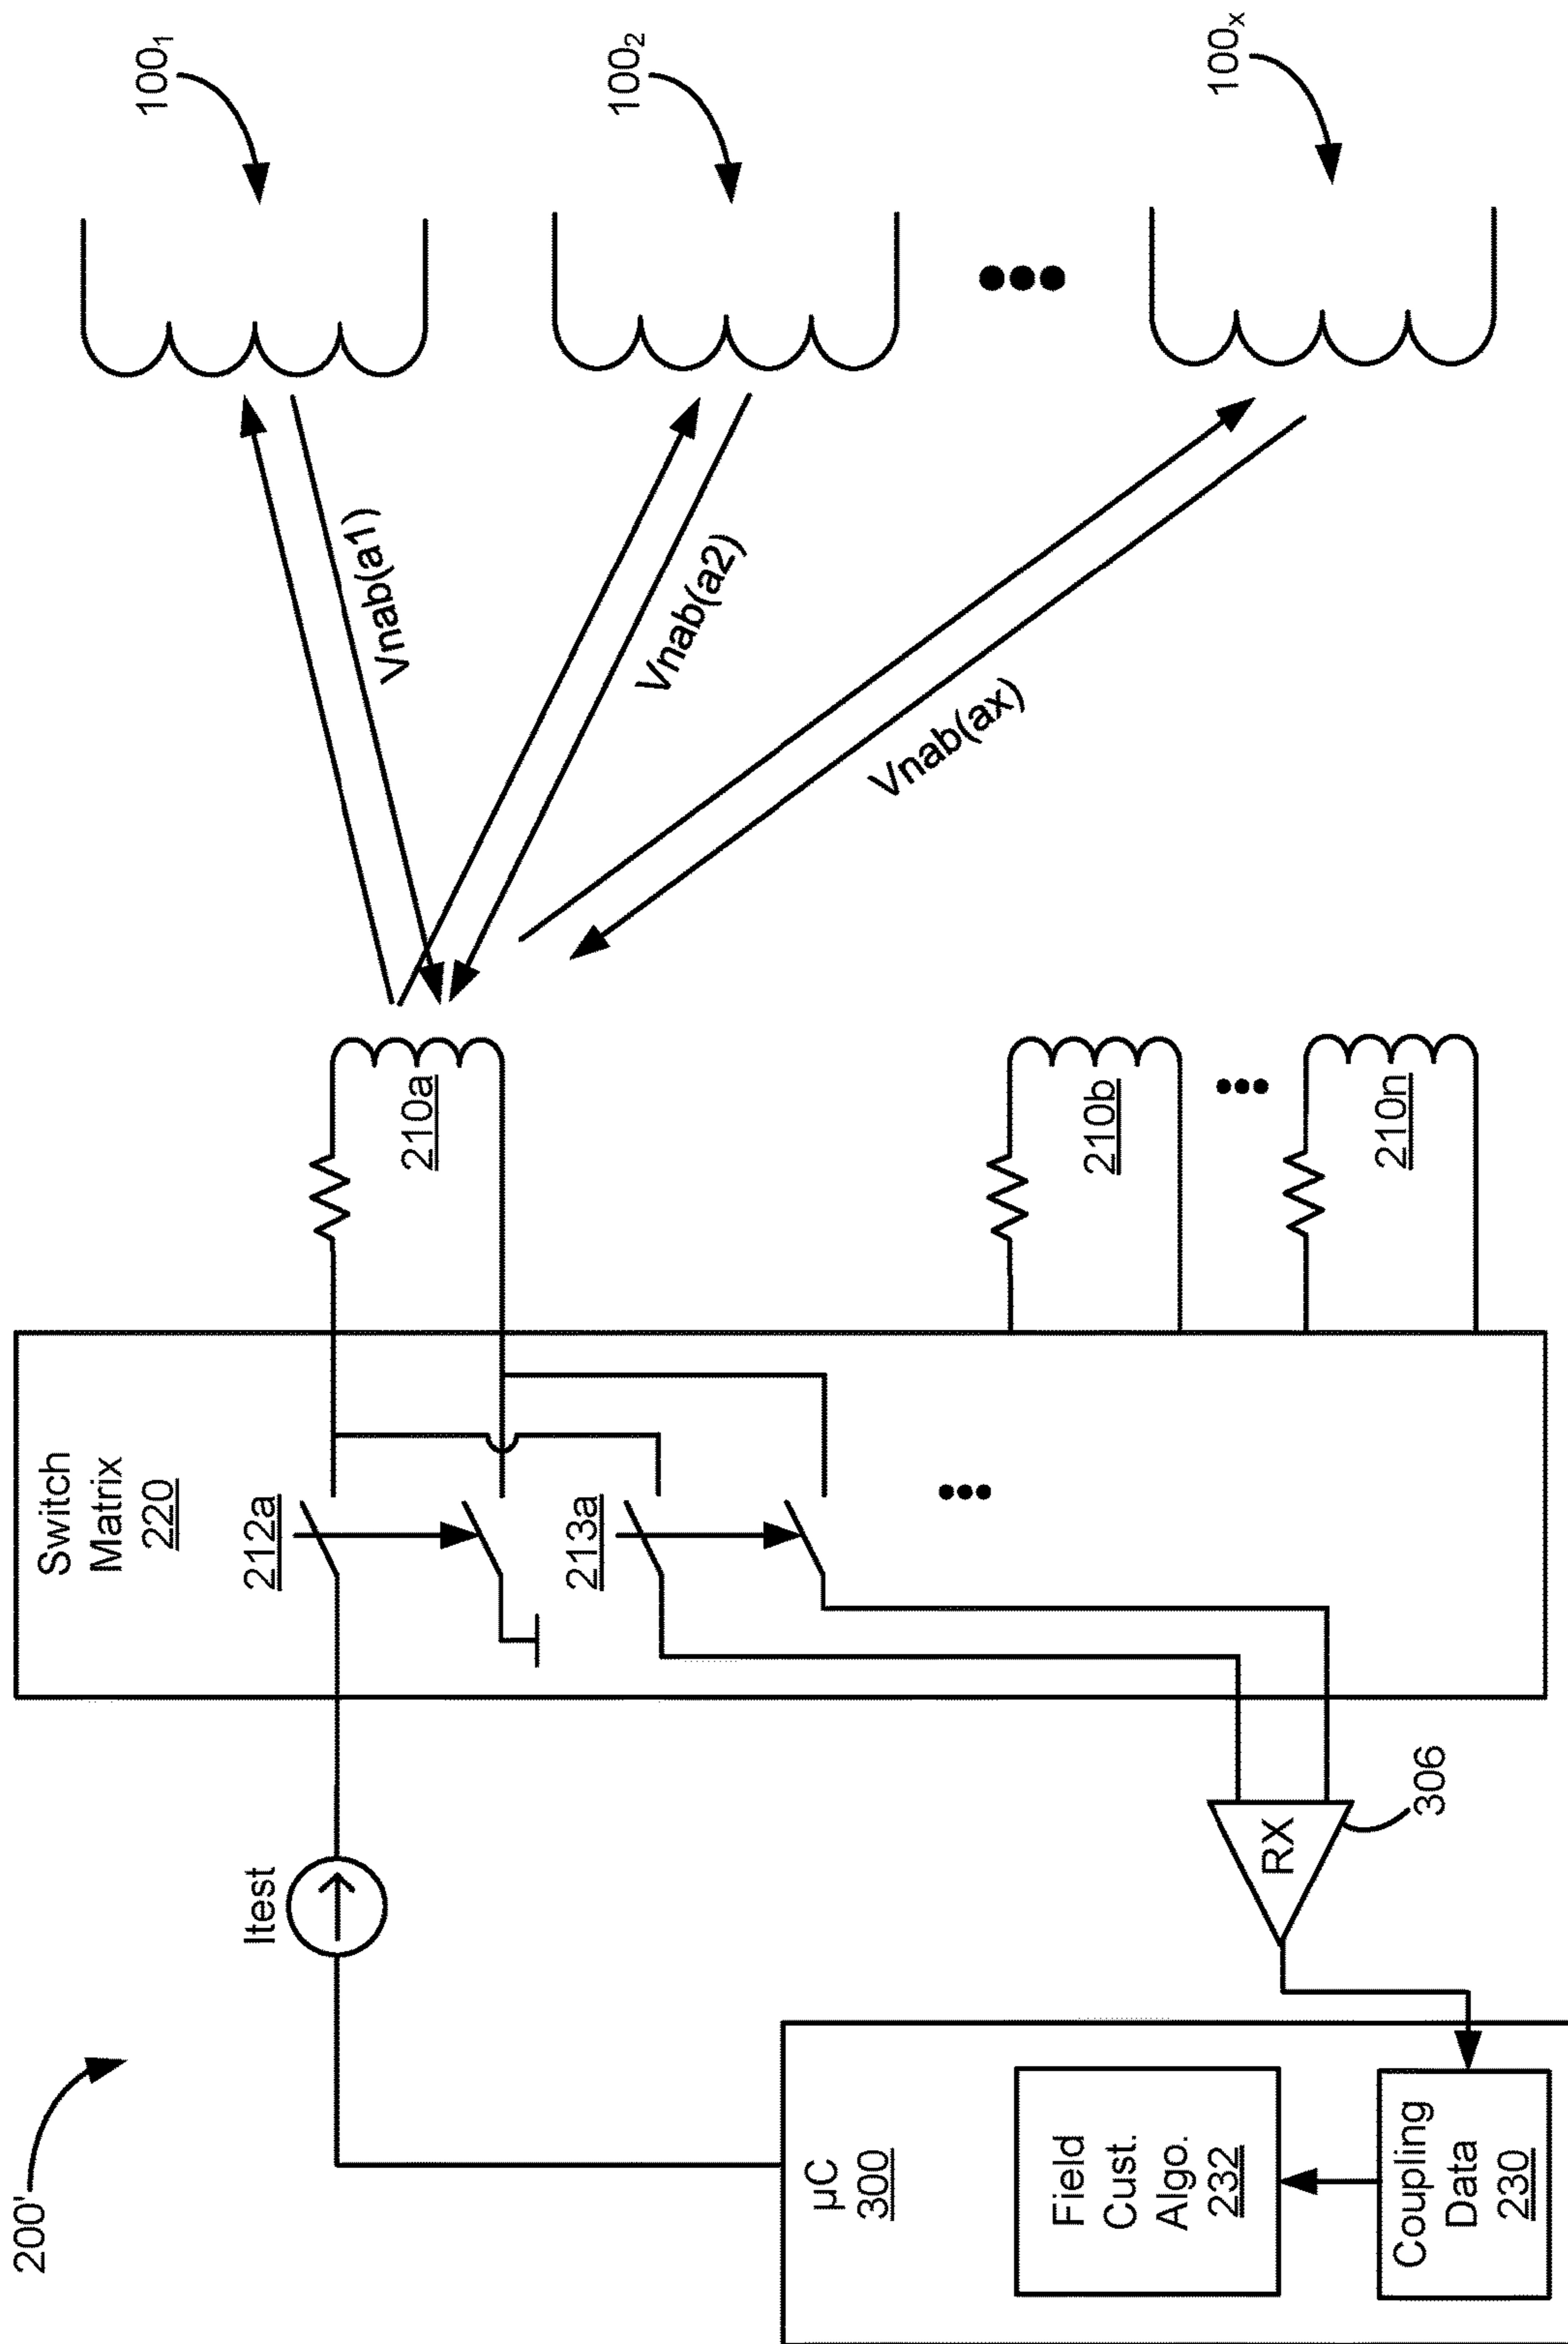 200'
Itest
Switch
Matrix
220
212a
213a
210a
210b
210n
Vnab(a1)
Vnab(a2)
Vnab(ax)
100₁
100₂
100ₓ
µC
300
Field
Cust.
Algo.
232
Coupling
Data
230
RX
306